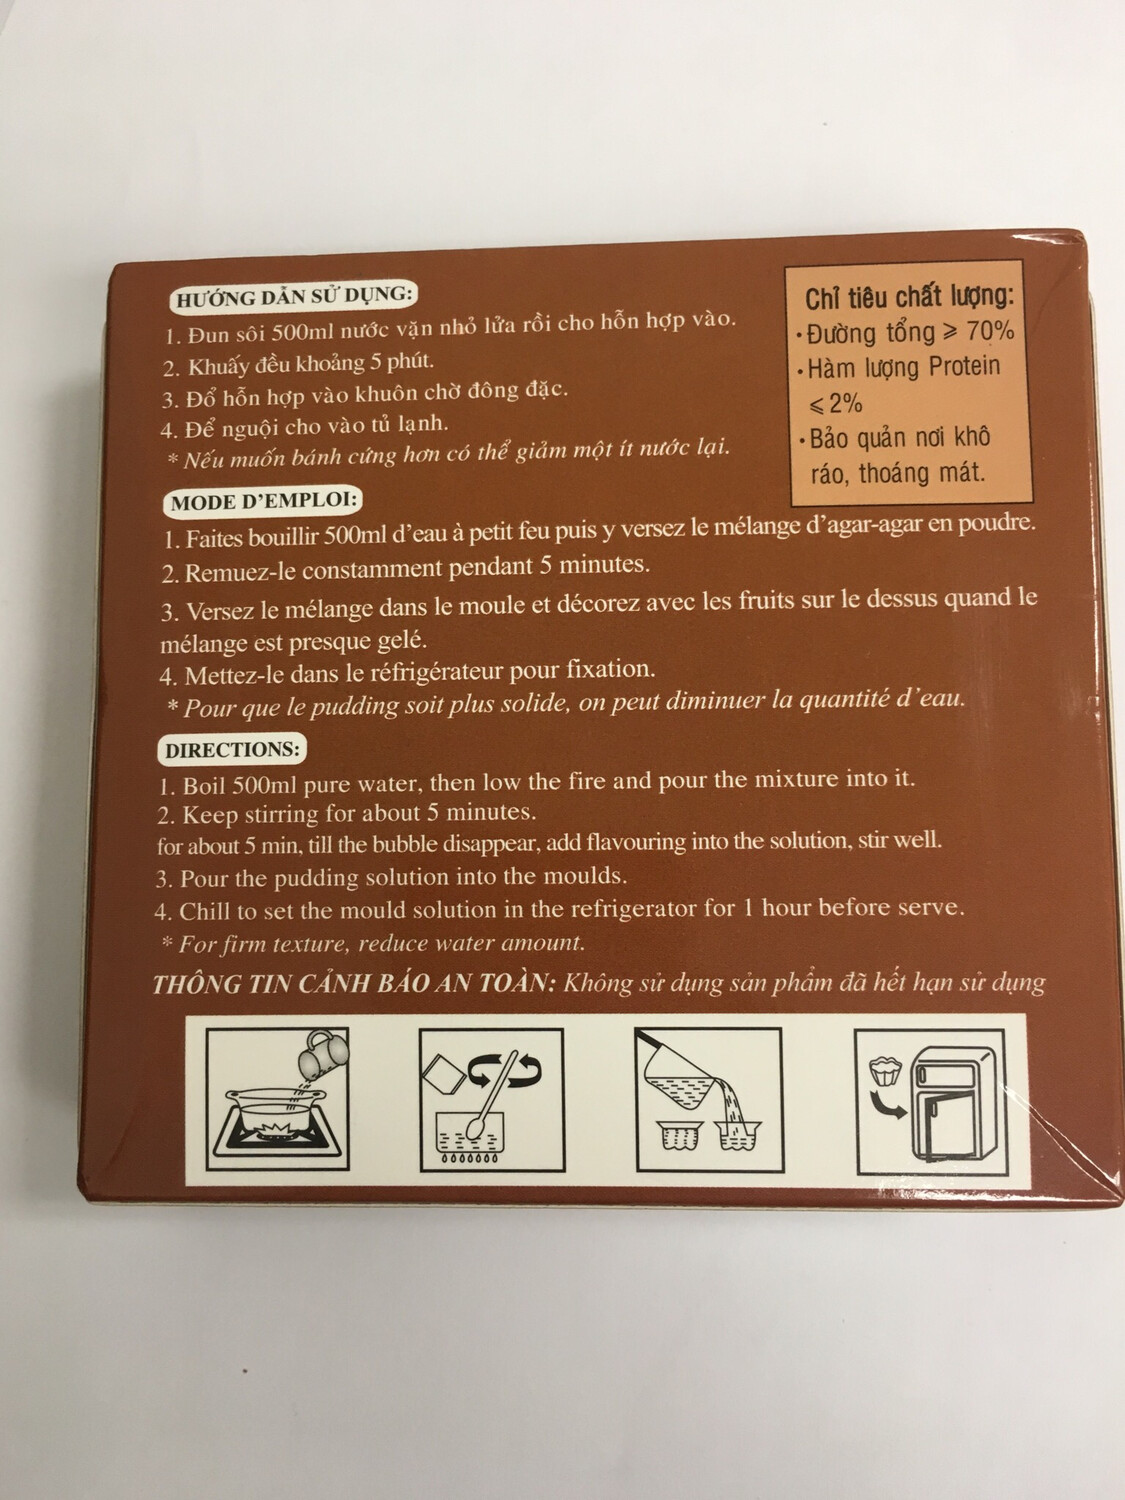 HƯỚNG DẪN SỬ DỤNG:
1. Đun sôi 500ml nước vặn nhỏ lửa rồi cho hỗn hợp vào.
2. Khuấy đều khoảng 5 phút.
3. Đổ hỗn hợp vào khuôn chờ đông đặc.
4. Để nguội cho vào tủ lạnh.
* Nếu muốn bánh cứng hơn có thể giảm một ít nước lại.
Chỉ tiêu chất lượng:
• Đường tổng ⩾ 70%
• Hàm lượng Protein
⩽ 2%
• Bảo quản nơi khô
ráo, thoáng mát.
MODE D'EMPLOI:
1. Faites bouillir 500ml d'eau à petit feu puis y versez le mélange d'agar-agar en poudre.
2. Remuez-le constamment pendant 5 minutes.
3. Versez le mélange dans le moule et décorez avec les fruits sur le dessus quand le
mélange est presque gelé.
4. Mettez-le dans le réfrigérateur pour fixation.
* Pour que le pudding soit plus solide, on peut diminuer la quantité d'eau.
DIRECTIONS:
1. Boil 500ml pure water, then low the fire and pour the mixture into it.
2. Keep stirring for about 5 minutes.
for about 5 min, till the bubble disappear, add flavouring into the solution, stir well.
3. Pour the pudding solution into the moulds.
4. Chill to set the mould solution in the refrigerator for 1 hour before serve.
* For firm texture, reduce water amount.
THÔNG TIN CẢNH BÁO AN TOÀN: Không sử dụng sản phẩm đã hết hạn sử dụng